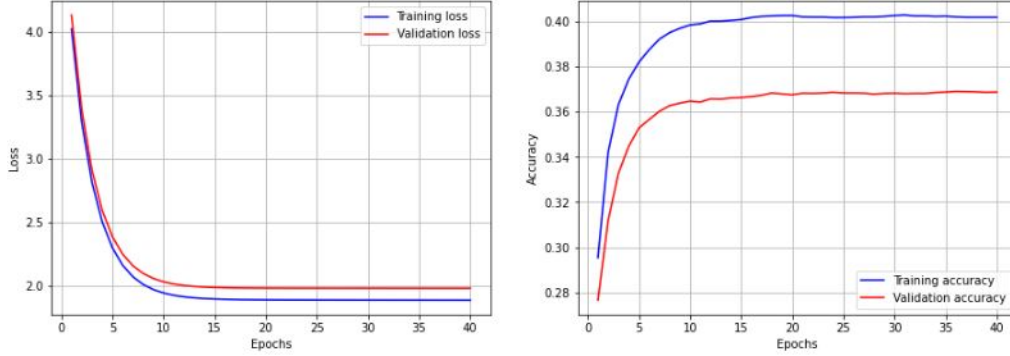 Training loss
Validation loss
4.0
3.5
3.0
2.5
2.0
Loss
0 5 10 15 20 25 30 35 40
Epochs
0.40
0.38
0.36
0.34
0.32
0.30
0.28
Accuracy
Training accuracy
Validation accuracy
0 5 10 15 20 25 30 35 40
Epochs